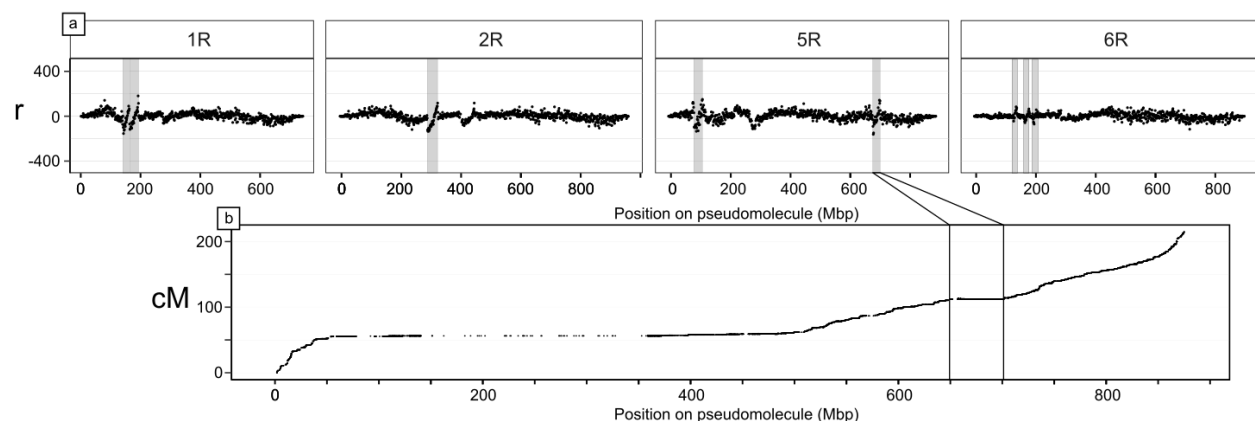 a
1R 2R 5R 6R
400
r 0
-400
0 200 400 600 0 200 400 600 800 0 200 400 600 800 0 200 400 600 800
Position on pseudomolecule (Mbp)
b
200
cM 100
0
0 200 400 600 800
Position on pseudomolecule (Mbp)